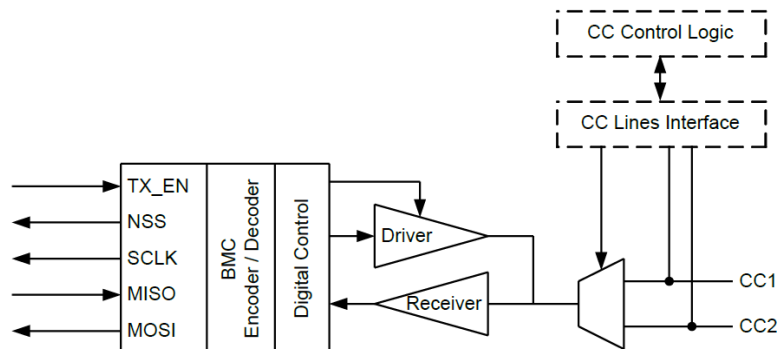 CC Control Logic
CC Lines Interface
TX_EN
NSS
SCLK
MISO
MOSI
BMC
Encoder / Decoder
Digital Control
Driver
Receiver
CC1
CC2